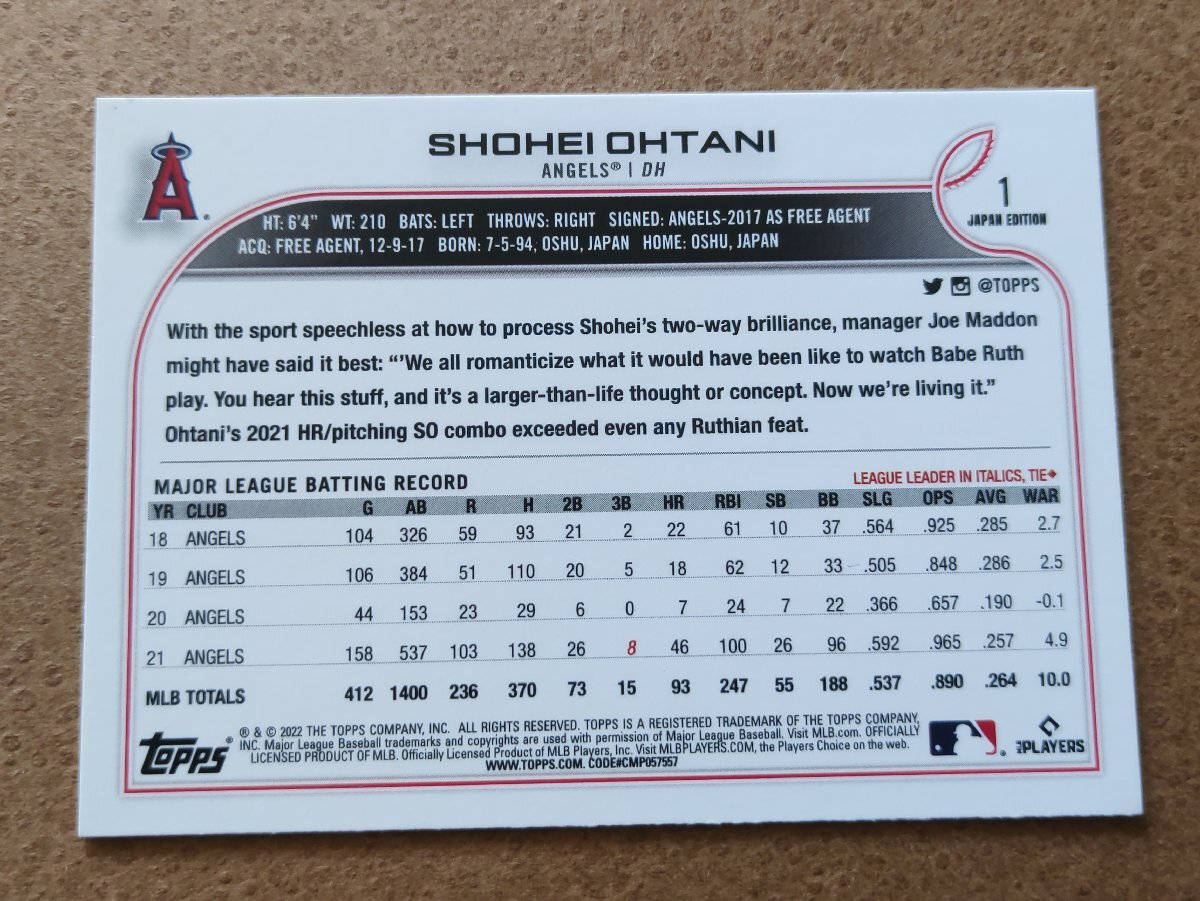 SHOHEI OHTANI
ANGELS® | DH
A
1
JAPAN EDITION
HT: 6'4" WT: 210 BATS: LEFT THROWS: RIGHT SIGNED: ANGELS-2017 AS FREE AGENT
ACQ: FREE AGENT, 12-9-17 BORN: 7-5-94, OSHU, JAPAN HOME: OSHU, JAPAN
@TOPPS
With the sport speechless at how to process Shohei's two-way brilliance, manager Joe Maddon
might have said it best: “'We all romanticize what it would have been like to watch Babe Ruth
play. You hear this stuff, and it's a larger-than-life thought or concept. Now we're living it.”
Ohtani's 2021 HR/pitching SO combo exceeded even any Ruthian feat.
MAJOR LEAGUE BATTING RECORD LEAGUE LEADER IN ITALICS, TIE◆
YR CLUB G AB R H 2B 3B HR RBI SB BB SLG OPS AVG WAR
18 ANGELS 104 326 59 93 21 2 22 61 10 37 .564 .925 .285 2.7
19 ANGELS 106 384 51 110 20 5 18 62 12 33 .505 .848 .286 2.5
20 ANGELS 44 153 23 29 6 0 7 24 7 22 .366 .657 .190 -0.1
21 ANGELS 158 537 103 138 26 8 46 100 26 96 .592 .965 .257 4.9
MLB TOTALS 412 1400 236 370 73 15 93 247 55 188 .537 .890 .264 10.0
TOPPS®
® & © 2022 THE TOPPS COMPANY, INC. ALL RIGHTS RESERVED. TOPPS IS A REGISTERED TRADEMARK OF THE TOPPS COMPANY,
INC. Major League Baseball trademarks and copyrights are used with permission of Major League Baseball. Visit MLB.com. OFFICIALLY
LICENSED PRODUCT OF MLB. Officially Licensed Product of MLB Players, Inc. Visit MLBPLAYERS.COM, the Players Choice on the web.
WWW.TOPPS.COM. CODE#CMP057557
PLAYERS